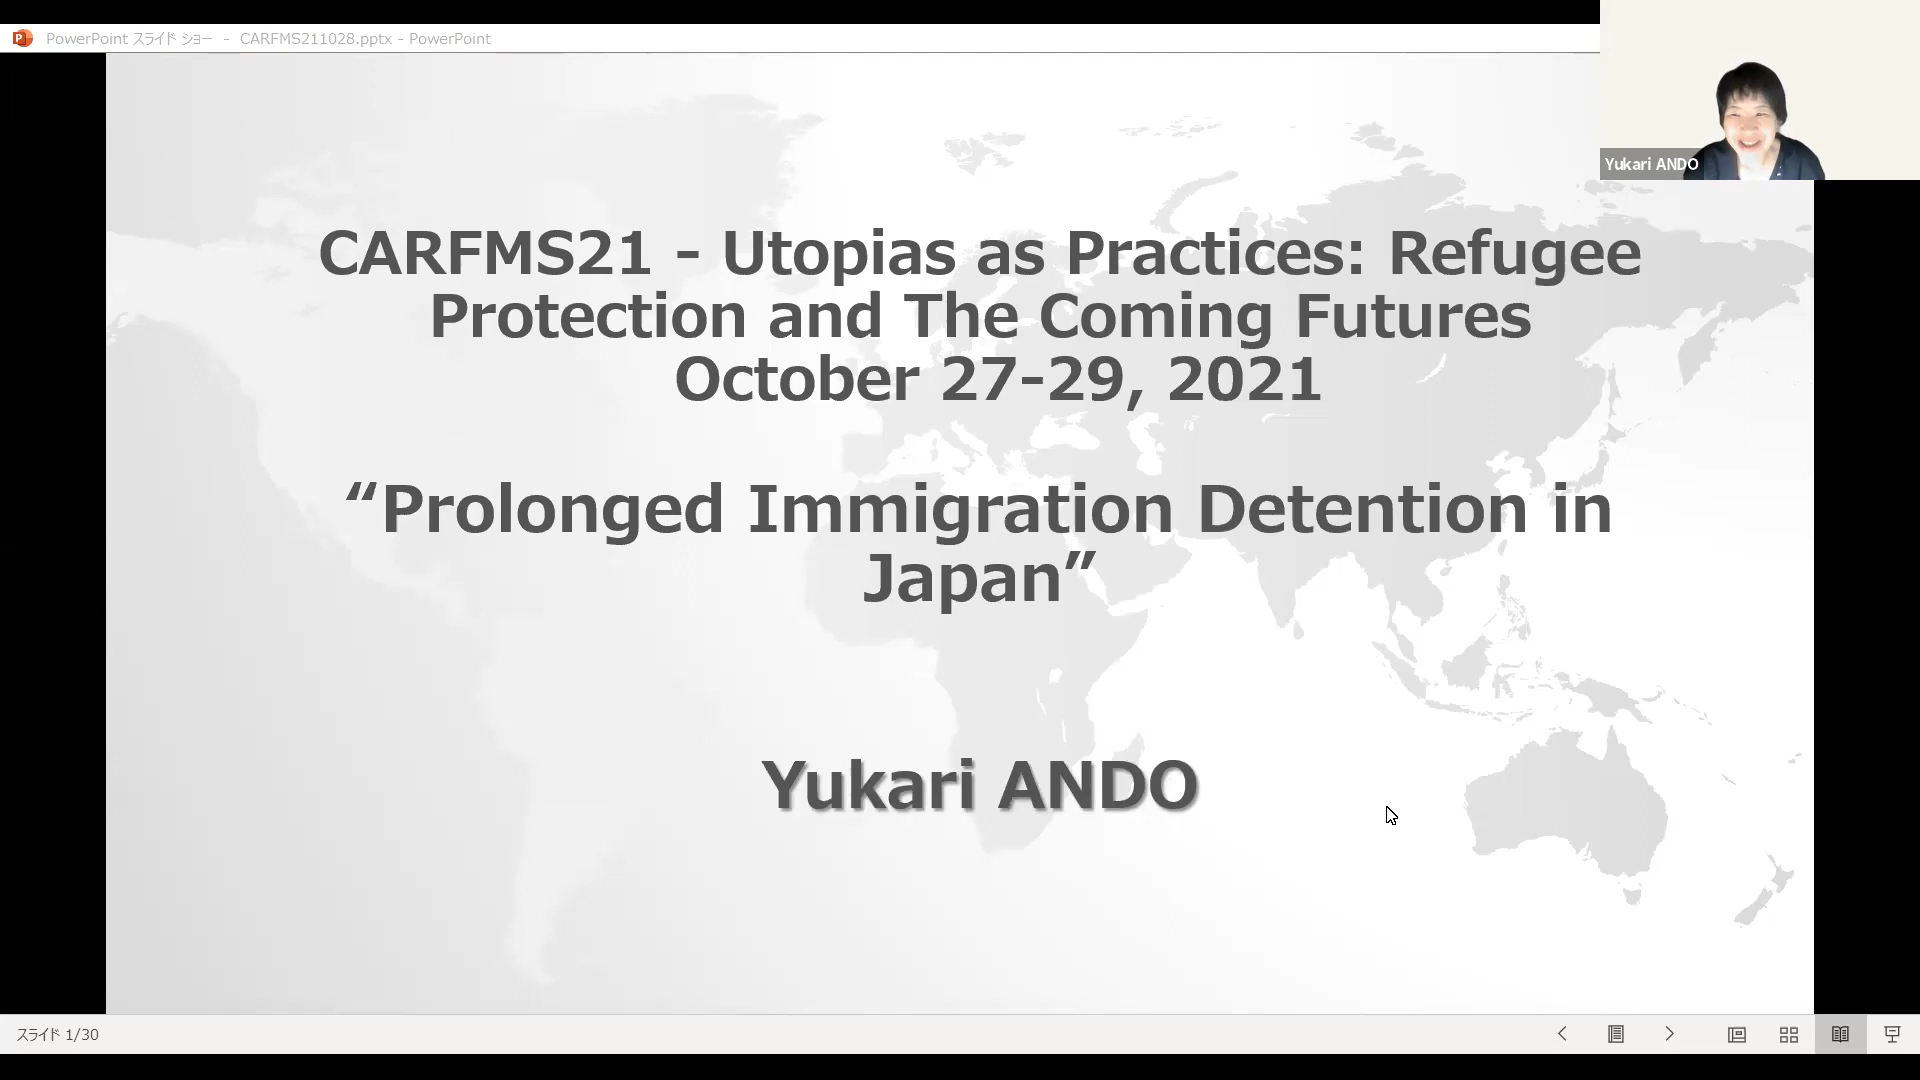 PowerPoint スライド ショー - CARFMS211028.pptx - PowerPoint
Yukari ANDO
CARFMS21 - Utopias as Practices: Refugee
Protection and The Coming Futures
October 27-29, 2021
“Prolonged Immigration Detention in
Japan”
Yukari ANDO
スライド 1/30